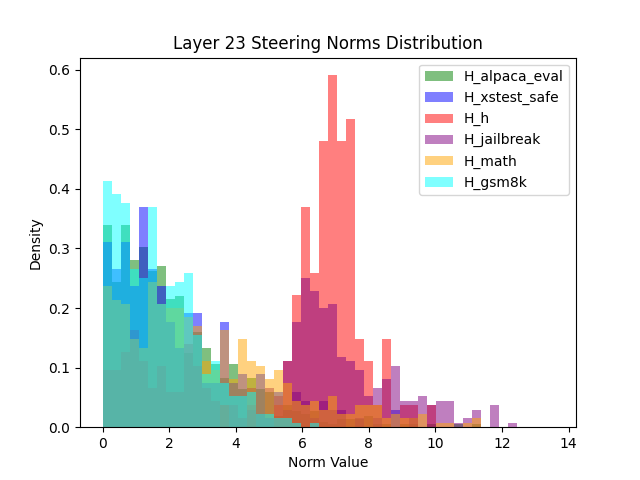 Layer 23 Steering Norms Distribution
0.6
0.5
0.4
0.3
0.2
0.1
0.0
Density
H_alpaca_eval
H_xstest_safe
H_h
H_jailbreak
H_math
H_gsm8k
0 2 4 6 8 10 12 14
Norm Value